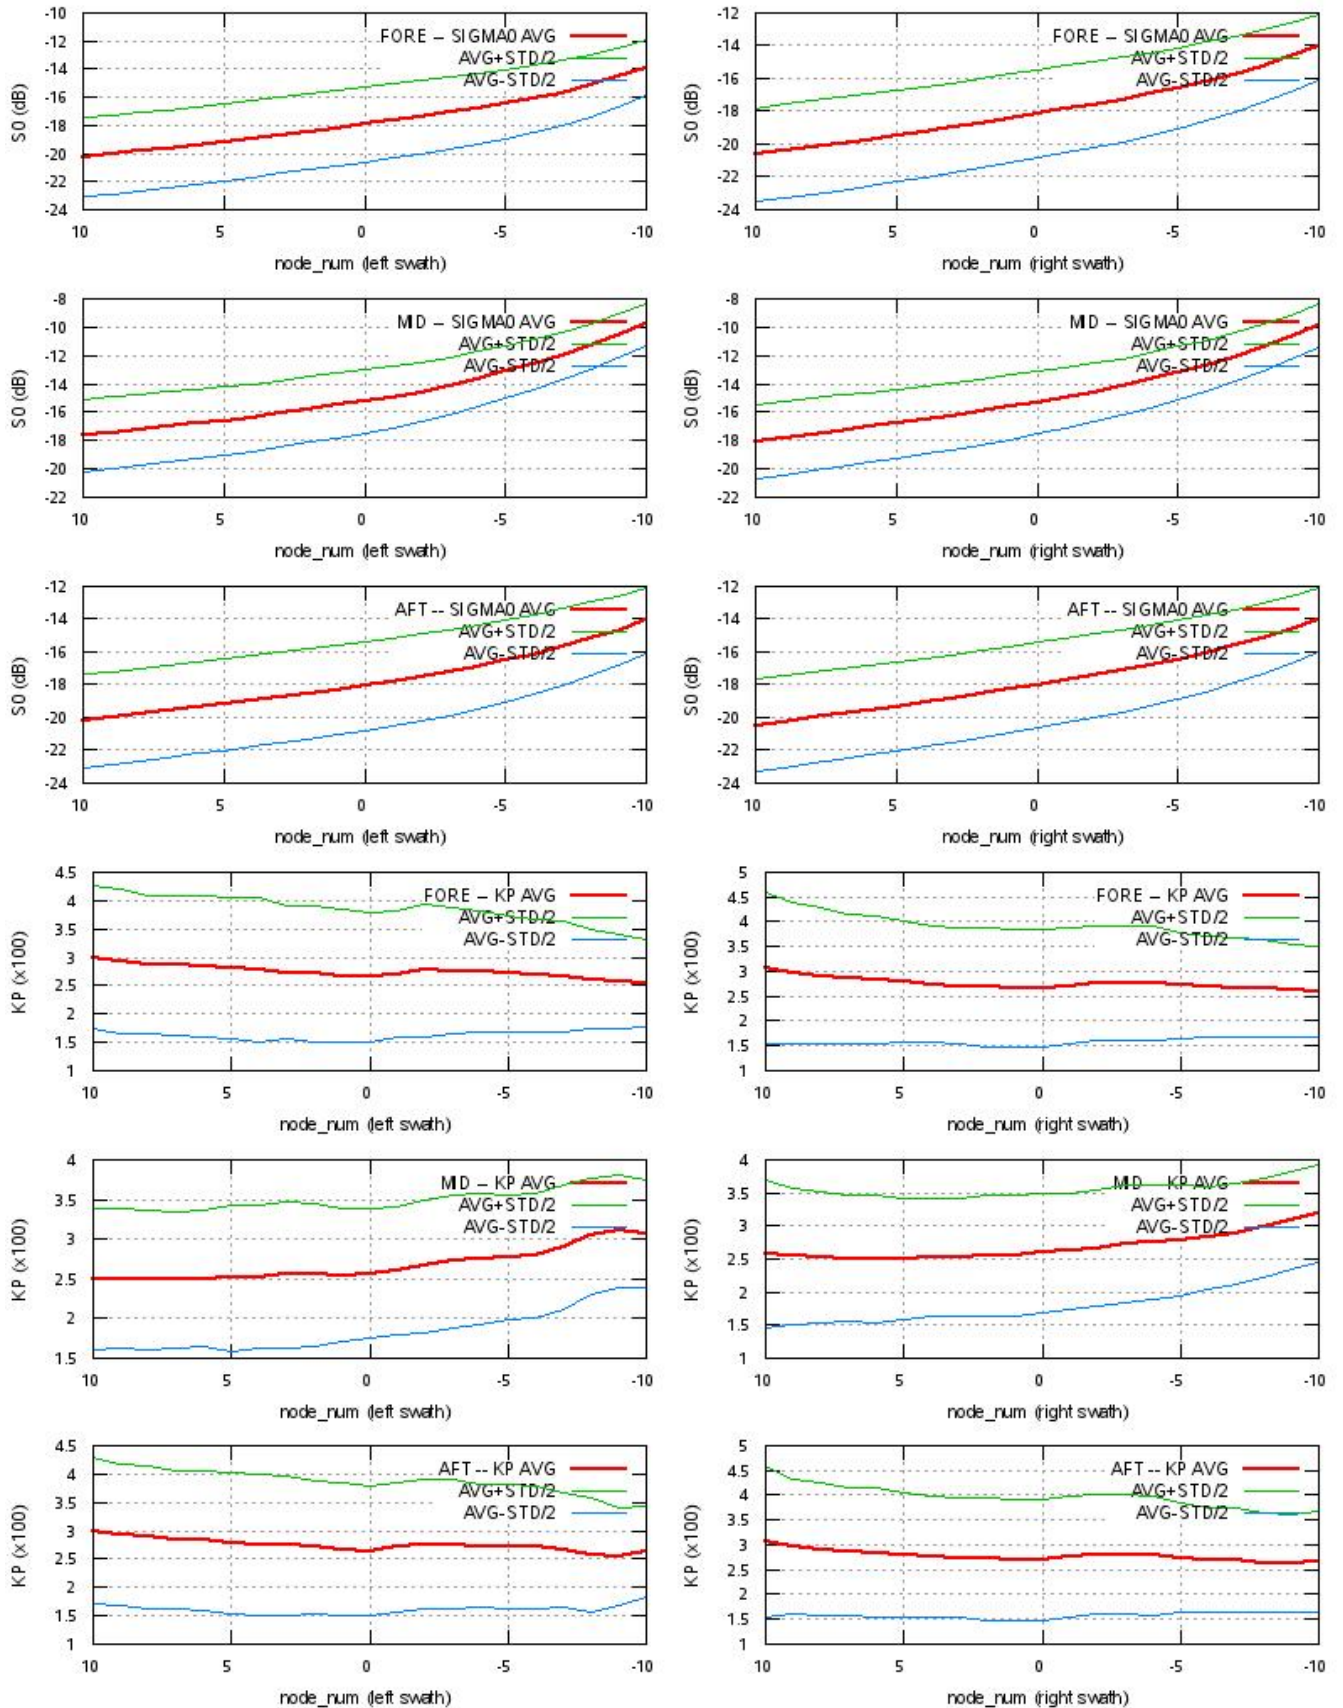 -10
-12
-14
-16
-18
-20
-22
-24
S0 (dB)
FORE – SIGMA0 AVG
AVG+STD/2
AVG-STD/2
10 5 0 -5 -10
node_num (left swath)
-12
-14
-16
-18
-20
-22
-24
S0 (dB)
FORE – SIGMA0 AVG
AVG+STD/2
AVG-STD/2
10 5 0 -5 -10
node_num (right swath)
-8
-10
-12
-14
-16
-18
-20
-22
S0 (dB)
MID – SIGMA0 AVG
AVG+STD/2
AVG-STD/2
10 5 0 -5 -10
node_num (left swath)
-8
-10
-12
-14
-16
-18
-20
-22
S0 (dB)
MID – SIGMA0 AVG
AVG+STD/2
AVG-STD/2
10 5 0 -5 -10
node_num (right swath)
-12
-14
-16
-18
-20
-22
-24
S0 (dB)
AFT -- SIGMA0 AVG
AVG+STD/2
AVG-STD/2
10 5 0 -5 -10
node_num (left swath)
-12
-14
-16
-18
-20
-22
-24
S0 (dB)
AFT -- SIGMA0 AVG
AVG+STD/2
AVG-STD/2
10 5 0 -5 -10
node_num (right swath)
4.5
4
3.5
3
2.5
2
1.5
1
KP (x100)
FORE – KP AVG
AVG+STD/2
AVG-STD/2
10 5 0 -5 -10
node_num (left swath)
5
4.5
4
3.5
3
2.5
2
1.5
1
KP (x100)
FORE – KP AVG
AVG+STD/2
AVG-STD/2
10 5 0 -5 -10
node_num (right swath)
4
3.5
3
2.5
2
1.5
KP (x100)
MID – KP AVG
AVG+STD/2
AVG-STD/2
10 5 0 -5 -10
node_num (left swath)
4
3.5
3
2.5
2
1.5
1
KP (x100)
MID – KP AVG
AVG+STD/2
AVG-STD/2
10 5 0 -5 -10
node_num (right swath)
4.5
4
3.5
3
2.5
2
1.5
1
KP (x100)
AFT -- KP AVG
AVG+STD/2
AVG-STD/2
10 5 0 -5 -10
node_num (left swath)
5
4.5
4
3.5
3
2.5
2
1.5
1
KP (x100)
AFT -- KP AVG
AVG+STD/2
AVG-STD/2
10 5 0 -5 -10
node_num (right swath)